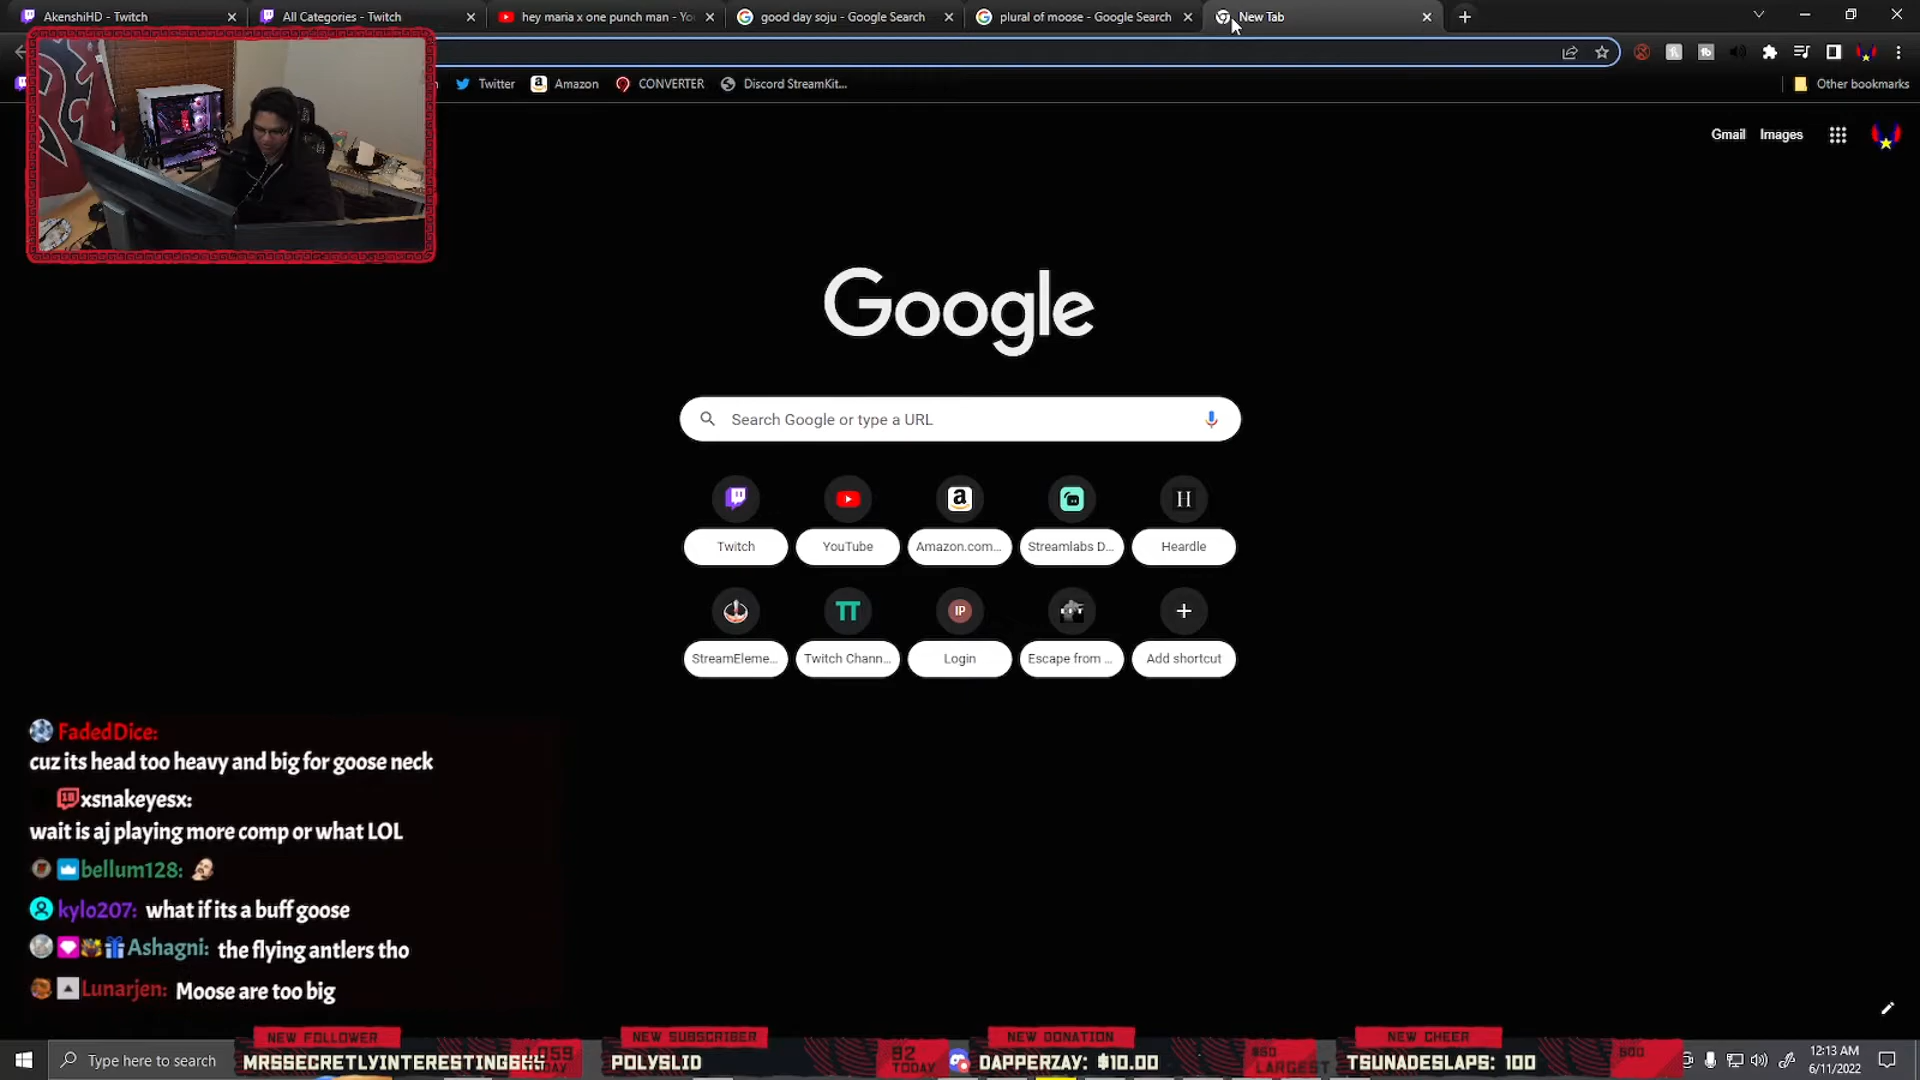 AkenshiHD - Twitch
All Categories - Twitch
hey maria x one punch man - Yo
good day soju - Google Search
plural of moose - Google Search
New Tab
Twitter
Amazon
CONVERTER
Discord StreamKit...
Other bookmarks
Gmail
Images
Google
Search Google or type a URL
Twitch
YouTube
Amazon.com...
Streamlabs D...
Heardle
StreamEleme...
Twitch Chann...
Login
Escape from ...
Add shortcut
FadedDice:
cuz its head too heavy and big for goose neck
xsnakeyesx:
wait is aj playing more comp or what LOL
bellum128:
kylo207: what if its a buff goose
Ashagni: the flying antlers tho
Lunarjen: Moose are too big
NEW FOLLOWER
NEW SUBSCRIBER
NEW DONATION
NEW CHEER
Type here to search
POLYSLID
92
TODAY
DAPPERZAY: $10.00
LARGEST
TSUNADESLAPS: 100
500
12:13 AM
6/11/2022